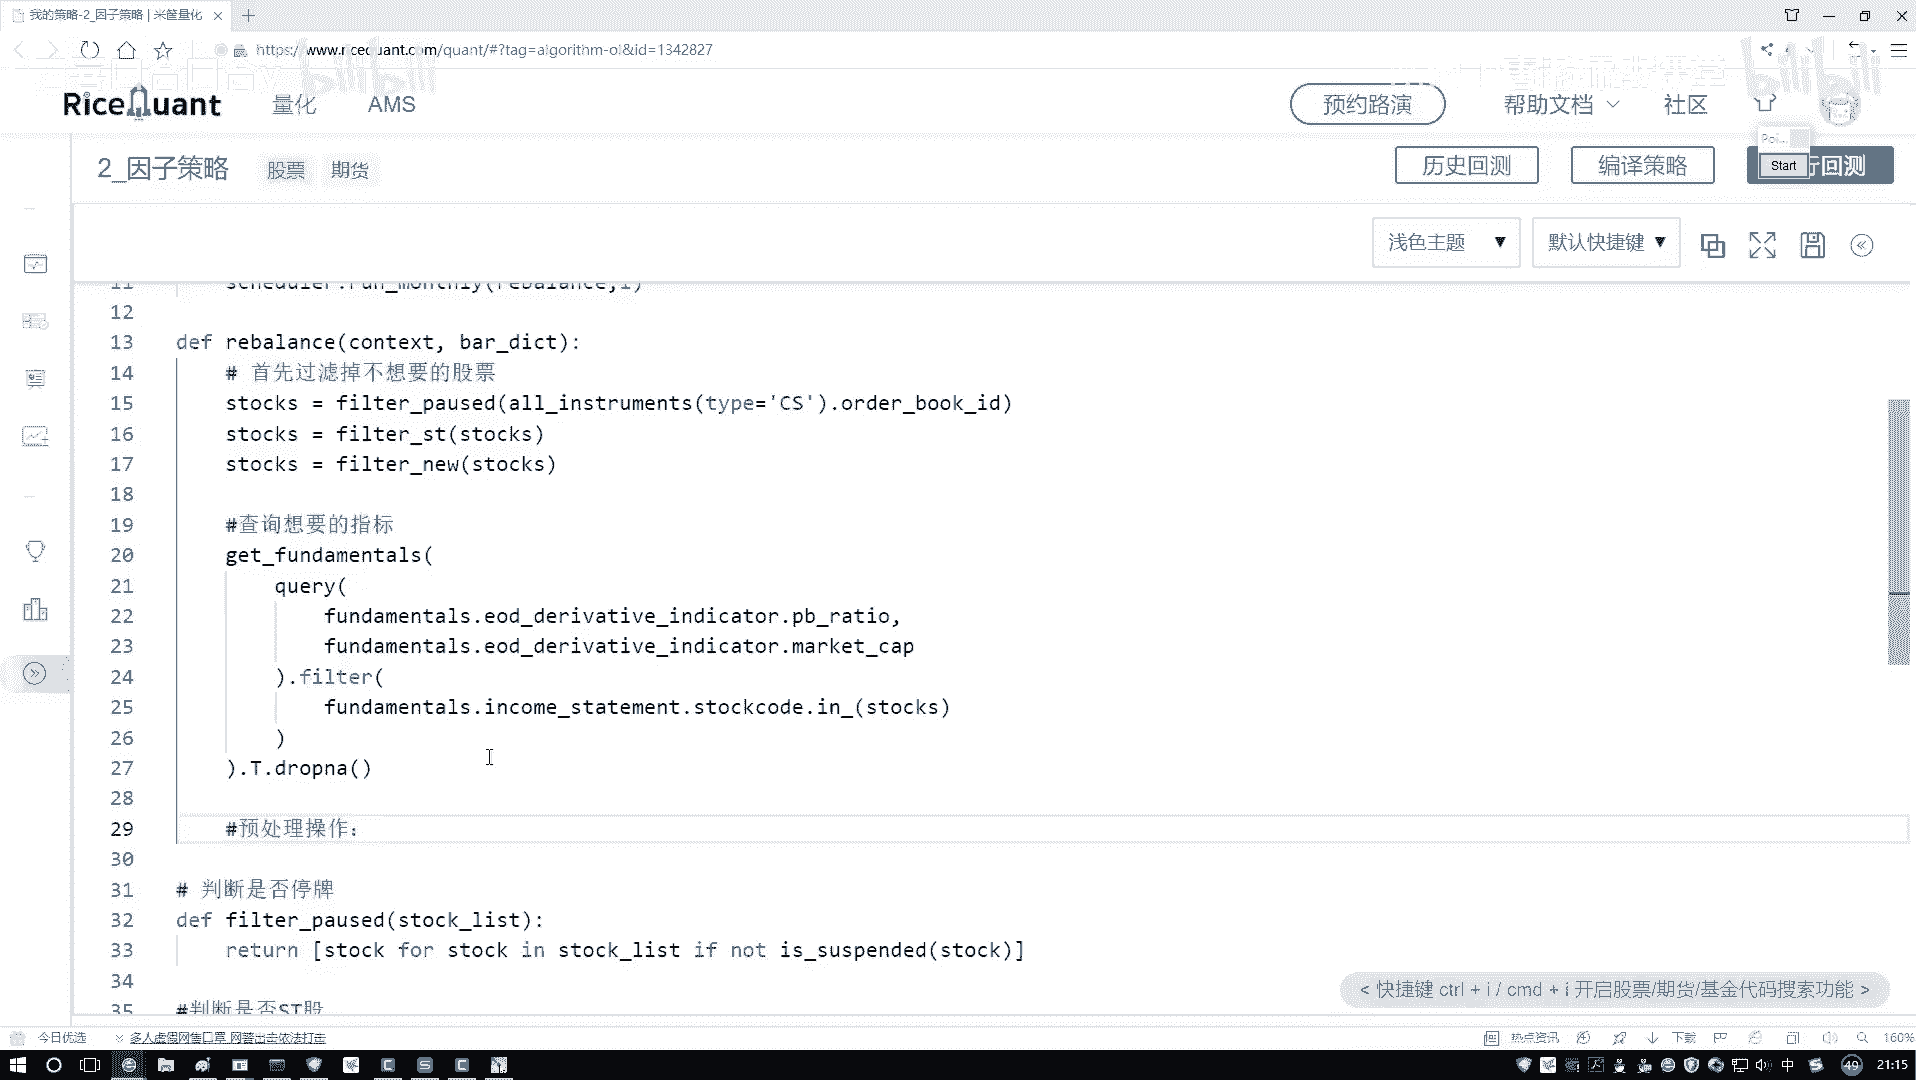 我的策略-2_因子策略 | 米筐量化
https://www.ricequant.com/quant/#?tag=algorithm-ol&id=1342827
bilibili
bilibili
RiceQuant
量化
AMS
预约路演
帮助文档
社区
2_因子策略
股票
期货
历史回测
编译策略
Poi...
Start
行回测
浅色主题
默认快捷键
11 scheduler.run_monthly(rebalance,1)
12
13 def rebalance(context, bar_dict):
14 # 首先过滤掉不想要的股票
15 stocks = filter_paused(all_instruments(type='CS').order_book_id)
16 stocks = filter_st(stocks)
17 stocks = filter_new(stocks)
18
19 #查询想要的指标
20 get_fundamentals(
21 query(
22 fundamentals.eod_derivative_indicator.pb_ratio,
23 fundamentals.eod_derivative_indicator.market_cap
24 ).filter(
25 fundamentals.income_statement.stockcode.in_(stocks)
26 )
27 ).T.dropna()
28
29 #预处理操作：
30
31 # 判断是否停牌
32 def filter_paused(stock_list):
33 return [stock for stock in stock_list if not is_suspended(stock)]
34
35 #判断是否ST股
< 快捷键 ctrl + i / cmd + i 开启股票/期货/基金代码搜索功能 >
今日优选
多人虚假网售口罩 网警出击依法打击
热点资讯
下载
160%
中
49
21:15